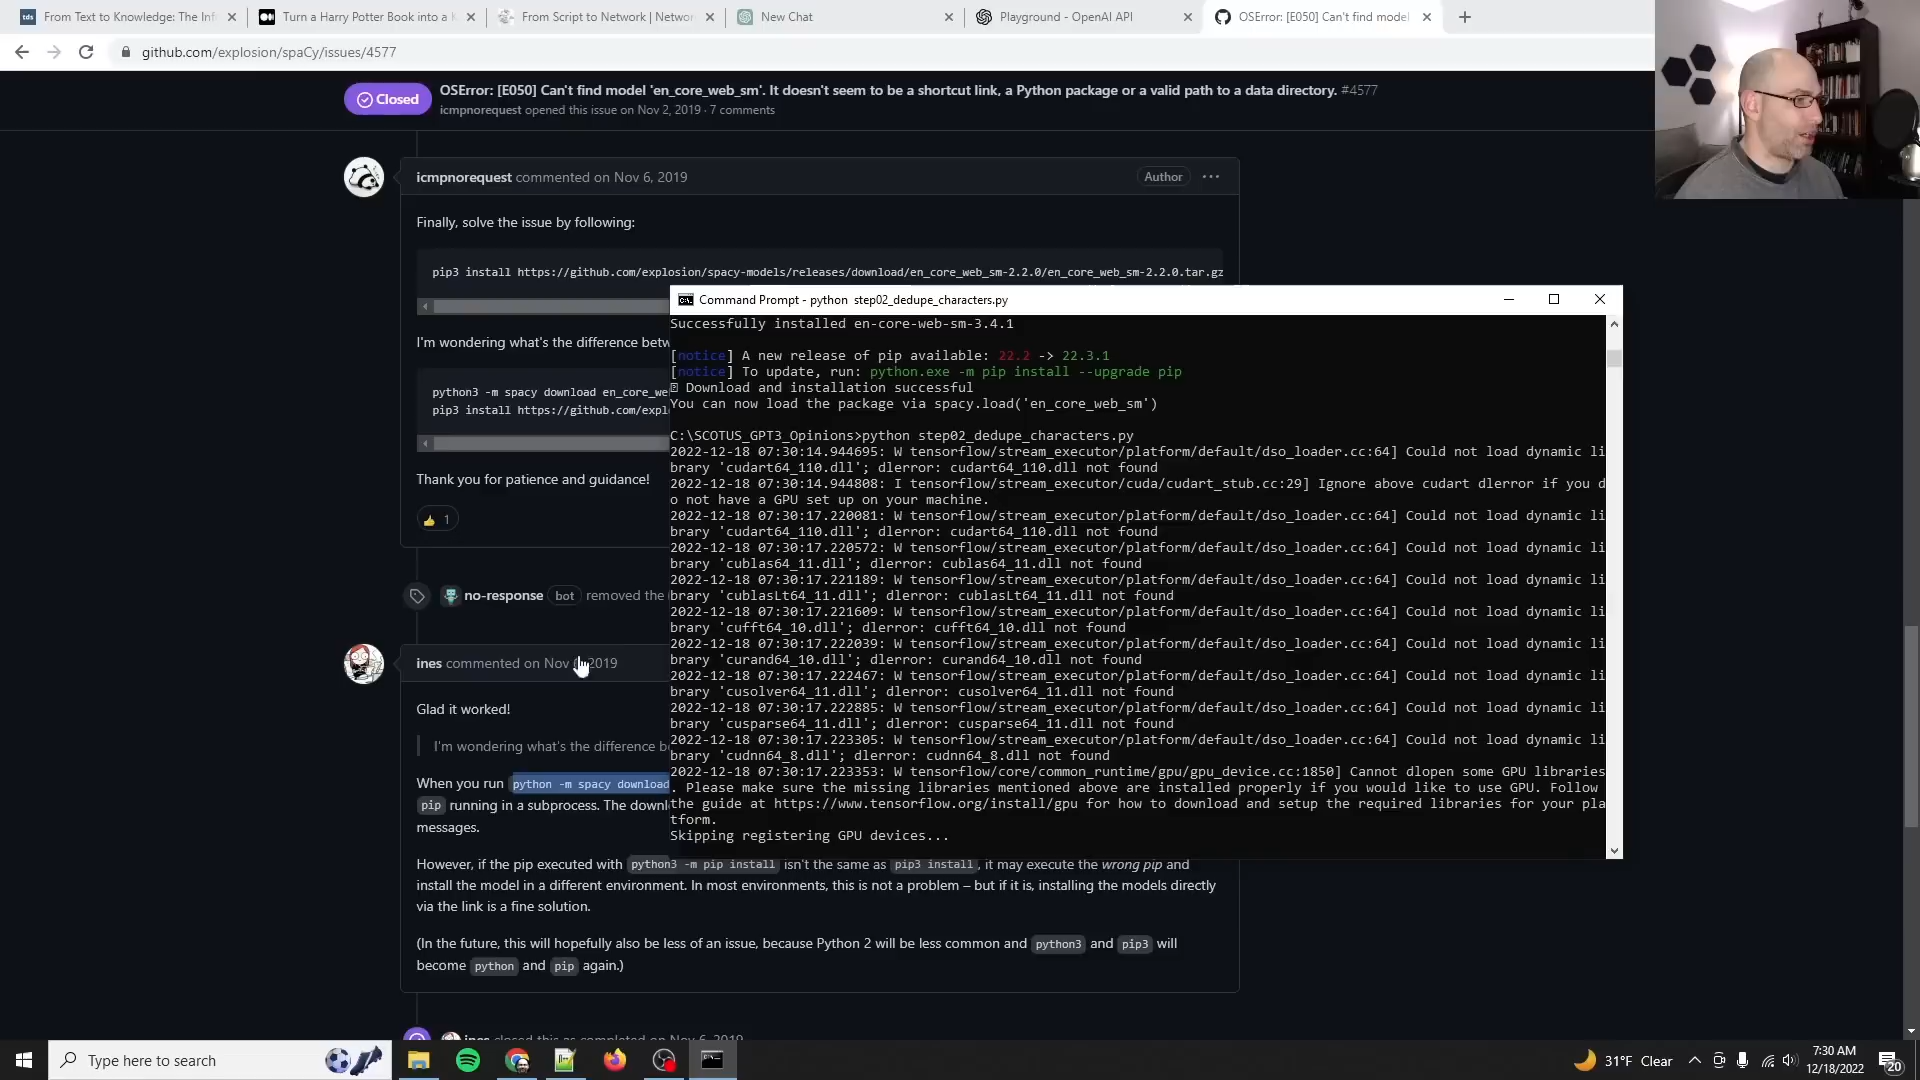 From Text to Knowledge: The Inf
Turn a Harry Potter Book into a K
From Script to Network | Netwo
New Chat
Playground - OpenAI API
OSError: [E050] Can't find model
github.com/explosion/spaCy/issues/4577
Closed
OSError: [E050] Can't find model 'en_core_web_sm'. It doesn't seem to be a shortcut link, a Python package or a valid path to a data directory. #4577
icmpnorequest opened this issue on Nov 2, 2019 · 7 comments
icmpnorequest commented on Nov 6, 2019
Author
Finally, solve the issue by following:
pip3 install https://github.com/explosion/spacy-models/releases/download/en_core_web_sm-2.2.0/en_core_web_sm-2.2.0.tar.gz
I'm wondering what's the difference betw
python3 -m spacy download en_core_we
pip3 install https://github.com/expl
Thank you for patience and guidance!
1
no-response bot removed the
ines commented on Nov 2019
Glad it worked!
I'm wondering what's the difference be
When you run python -m spacy download
pip running in a subprocess. The downl
messages.
However, if the pip executed with python3 -m pip install isn't the same as pip3 install, it may execute the wrong pip and
install the model in a different environment. In most environments, this is not a problem – but if it is, installing the models directly
via the link is a fine solution.
(In the future, this will hopefully also be less of an issue, because Python 2 will be less common and python3 and pip3 will
become python and pip again.)
ines closed this as completed on Nov 6, 2019
Command Prompt - python step02_dedupe_characters.py
Successfully installed en-core-web-sm-3.4.1
[notice] A new release of pip available: 22.2 -> 22.3.1
[notice] To update, run: python.exe -m pip install --upgrade pip
Download and installation successful
You can now load the package via spacy.load('en_core_web_sm')
C:\SCOTUS_GPT3_Opinions>python step02_dedupe_characters.py
2022-12-18 07:30:14.944695: W tensorflow/stream_executor/platform/default/dso_loader.cc:64] Could not load dynamic li
brary 'cudart64_110.dll'; dlerror: cudart64_110.dll not found
2022-12-18 07:30:14.944808: I tensorflow/stream_executor/cuda/cudart_stub.cc:29] Ignore above cudart dlerror if you d
o not have a GPU set up on your machine.
2022-12-18 07:30:17.220081: W tensorflow/stream_executor/platform/default/dso_loader.cc:64] Could not load dynamic li
brary 'cudart64_110.dll'; dlerror: cudart64_110.dll not found
2022-12-18 07:30:17.220572: W tensorflow/stream_executor/platform/default/dso_loader.cc:64] Could not load dynamic li
brary 'cublas64_11.dll'; dlerror: cublas64_11.dll not found
2022-12-18 07:30:17.221189: W tensorflow/stream_executor/platform/default/dso_loader.cc:64] Could not load dynamic li
brary 'cublasLt64_11.dll'; dlerror: cublasLt64_11.dll not found
2022-12-18 07:30:17.221609: W tensorflow/stream_executor/platform/default/dso_loader.cc:64] Could not load dynamic li
brary 'cufft64_10.dll'; dlerror: cufft64_10.dll not found
2022-12-18 07:30:17.222039: W tensorflow/stream_executor/platform/default/dso_loader.cc:64] Could not load dynamic li
brary 'curand64_10.dll'; dlerror: curand64_10.dll not found
2022-12-18 07:30:17.222467: W tensorflow/stream_executor/platform/default/dso_loader.cc:64] Could not load dynamic li
brary 'cusolver64_11.dll'; dlerror: cusolver64_11.dll not found
2022-12-18 07:30:17.222885: W tensorflow/stream_executor/platform/default/dso_loader.cc:64] Could not load dynamic li
brary 'cusparse64_11.dll'; dlerror: cusparse64_11.dll not found
2022-12-18 07:30:17.223305: W tensorflow/stream_executor/platform/default/dso_loader.cc:64] Could not load dynamic li
brary 'cudnn64_8.dll'; dlerror: cudnn64_8.dll not found
2022-12-18 07:30:17.223353: W tensorflow/core/common_runtime/gpu/gpu_device.cc:1850] Cannot dlopen some GPU libraries
. Please make sure the missing libraries mentioned above are installed properly if you would like to use GPU. Follow
the guide at https://www.tensorflow.org/install/gpu for how to download and setup the required libraries for your pla
tform.
Skipping registering GPU devices...
Type here to search
31°F Clear
7:30 AM
12/18/2022
20